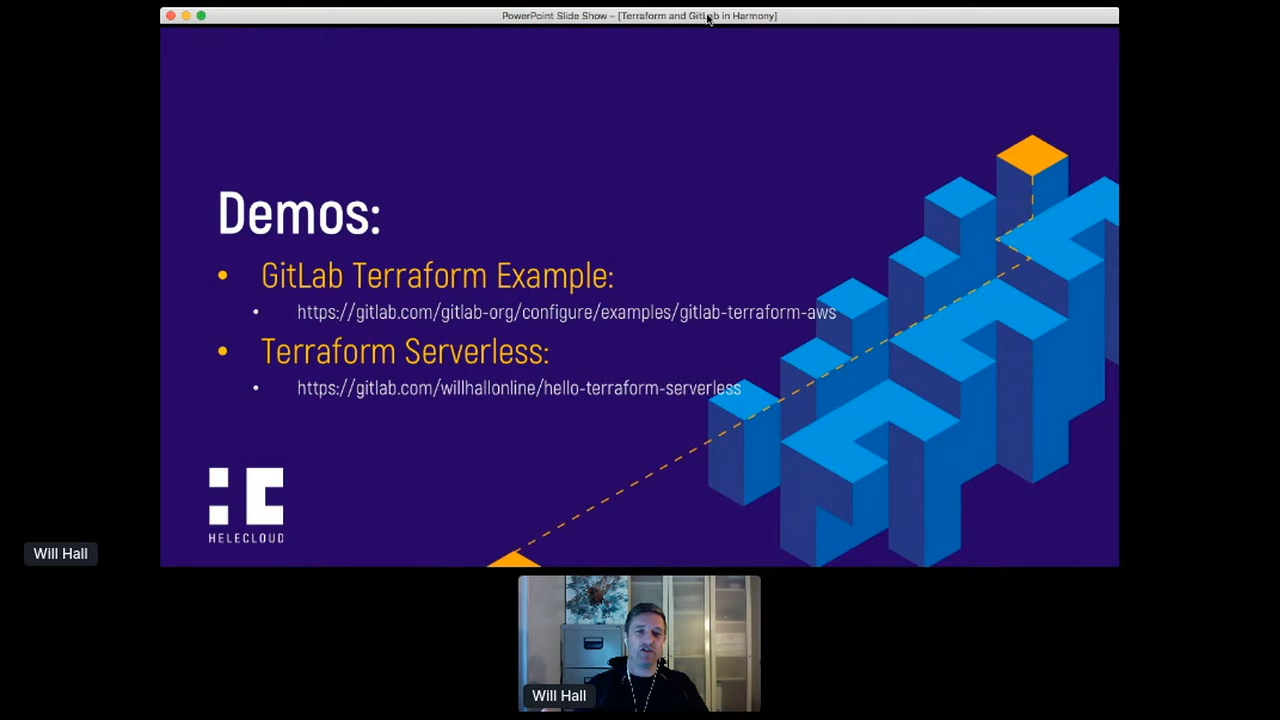 PowerPoint Slide Show – [Terraform and GitLab in Harmony]
Demos:
• GitLab Terraform Example:
• https://gitlab.com/gitlab-org/configure/examples/gitlab-terraform-aws
• Terraform Serverless:
• https://gitlab.com/willhallonline/hello-terraform-serverless
HELECLOUD
Will Hall
Will Hall